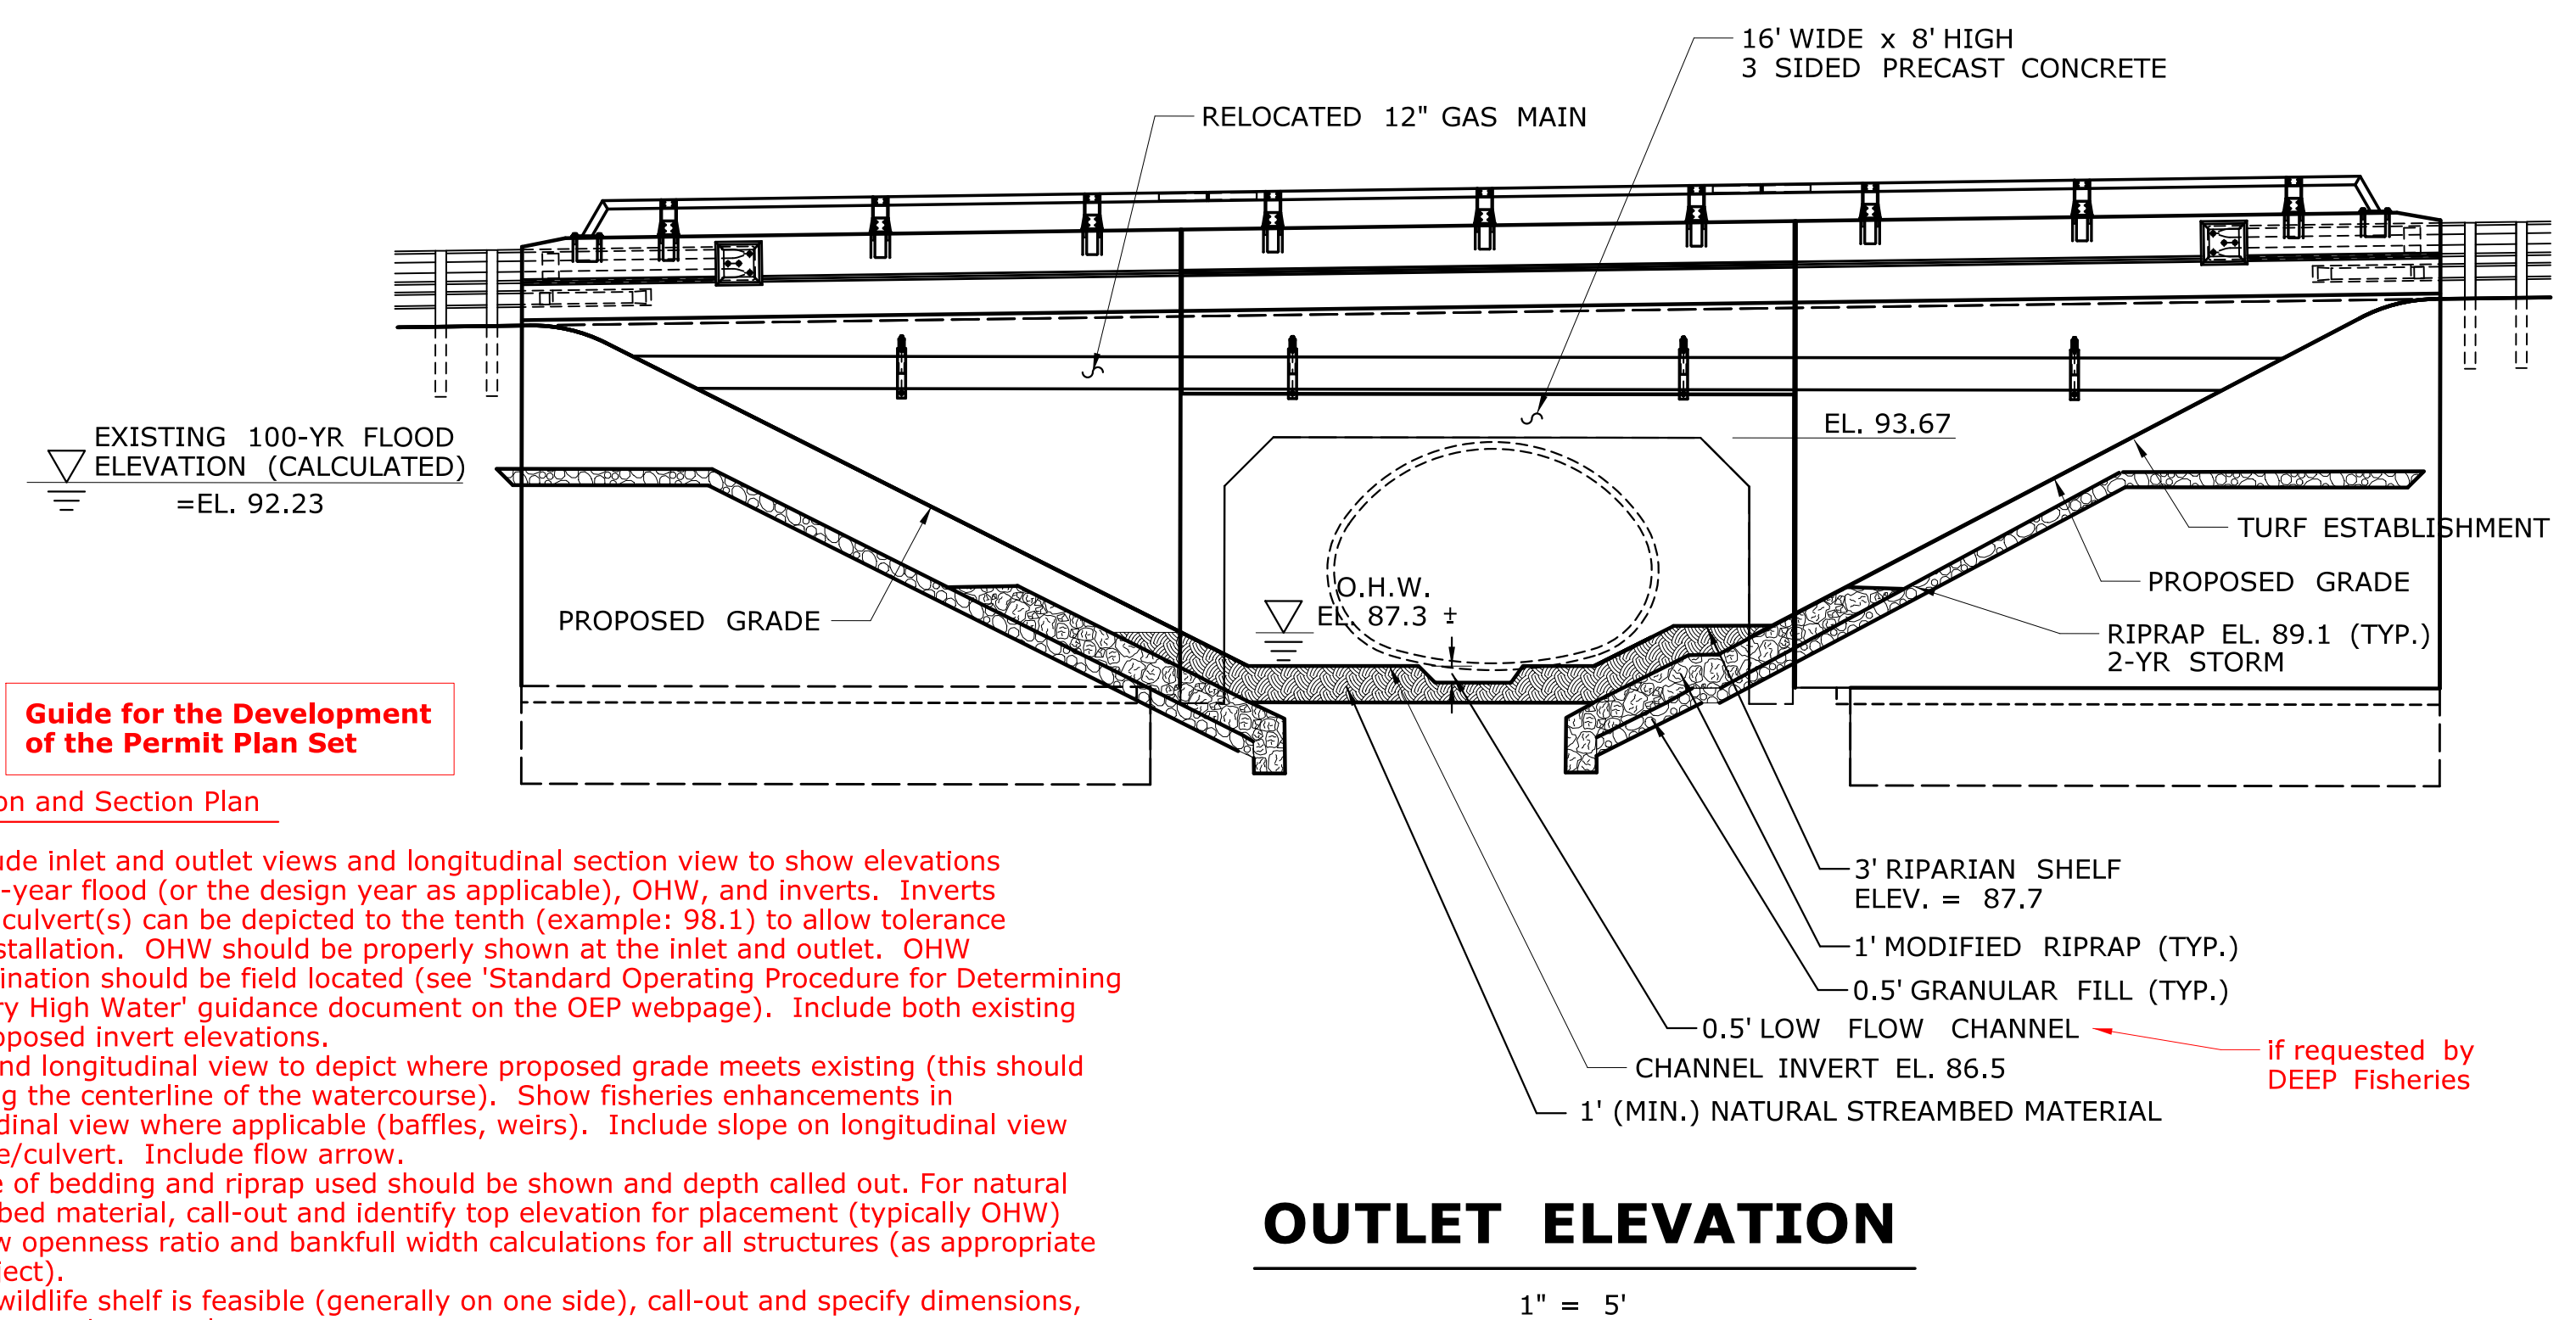 16' WIDE x 8' HIGH
3 SIDED PRECAST CONCRETE
RELOCATED 12" GAS MAIN
EXISTING 100-YR FLOOD
ELEVATION (CALCULATED)
=EL. 92.23
EL. 93.67
TURF ESTABLISHMENT
PROPOSED GRADE
O.H.W.
EL. 87.3 ±
PROPOSED GRADE
RIPRAP EL. 89.1 (TYP.)
2-YR STORM
Guide for the Development
of the Permit Plan Set
on and Section Plan
ude inlet and outlet views and longitudinal section view to show elevations
-year flood (or the design year as applicable), OHW, and inverts. Inverts
culvert(s) can be depicted to the tenth (example: 98.1) to allow tolerance
stallation. OHW should be properly shown at the inlet and outlet. OHW
ination should be field located (see 'Standard Operating Procedure for Determining
ry High Water' guidance document on the OEP webpage). Include both existing
oposed invert elevations.
nd longitudinal view to depict where proposed grade meets existing (this should
g the centerline of the watercourse). Show fisheries enhancements in
dinal view where applicable (baffles, weirs). Include slope on longitudinal view
e/culvert. Include flow arrow.
e of bedding and riprap used should be shown and depth called out. For natural
bed material, call-out and identify top elevation for placement (typically OHW)
w openness ratio and bankfull width calculations for all structures (as appropriate
ject).
wildlife shelf is feasible (generally on one side), call-out and specify dimensions,
3' RIPARIAN SHELF
ELEV. = 87.7
1' MODIFIED RIPRAP (TYP.)
0.5' GRANULAR FILL (TYP.)
0.5' LOW FLOW CHANNEL
if requested by
DEEP Fisheries
CHANNEL INVERT EL. 86.5
1' (MIN.) NATURAL STREAMBED MATERIAL
OUTLET ELEVATION
1" = 5'